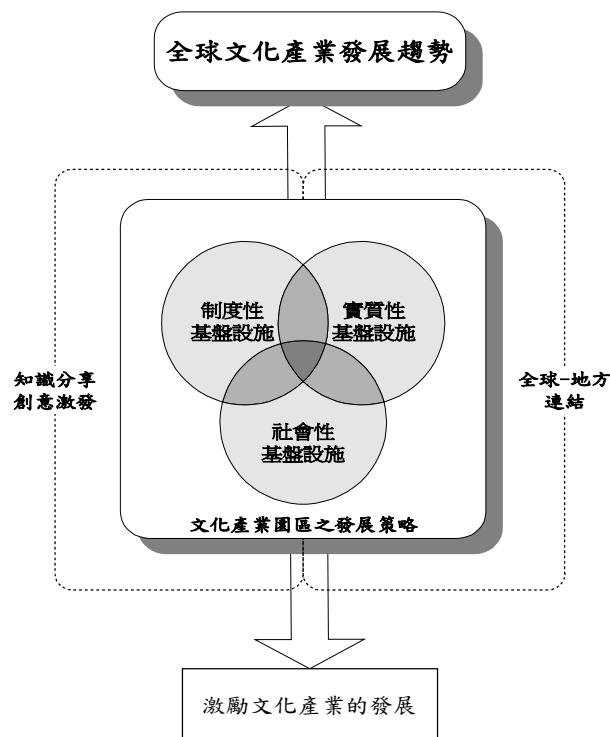 全球文化產業發展趨勢
制度性
基盤設施
實質性
基盤設施
知識分享
創意激發
全球-地方
連結
社會性
基盤設施
文化產業園區之發展策略
激勵文化產業的發展